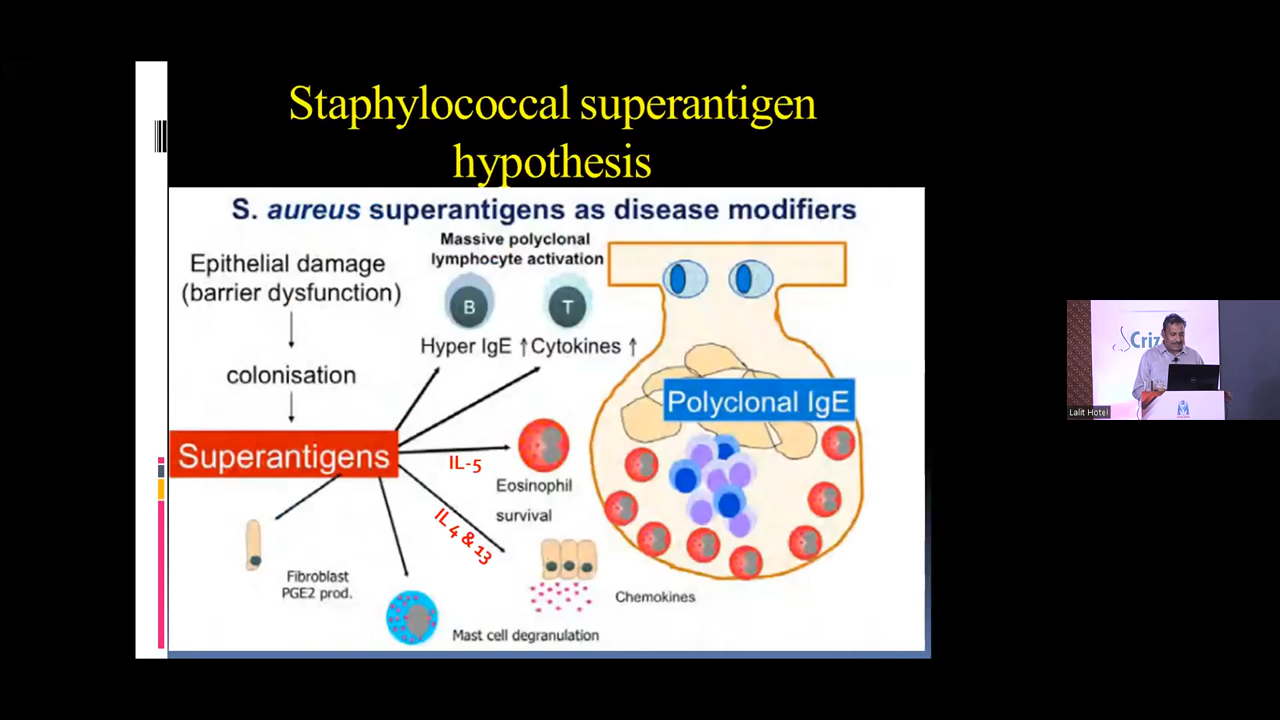 Staphylococcal superantigen
hypothesis
S. aureus superantigens as disease modifiers
Massive polyclonal
lymphocyte activation
Epithelial damage
(barrier dysfunction)
B
T
Hyper IgE ↑
Cytokines ↑
colonisation
Polyclonal IgE
Superantigens
IL-5
Eosinophil
survival
IL 4 & 13
Fibroblast
PGE2 prod.
Chemokines
Mast cell degranulation
Criz
Lalit Hotel